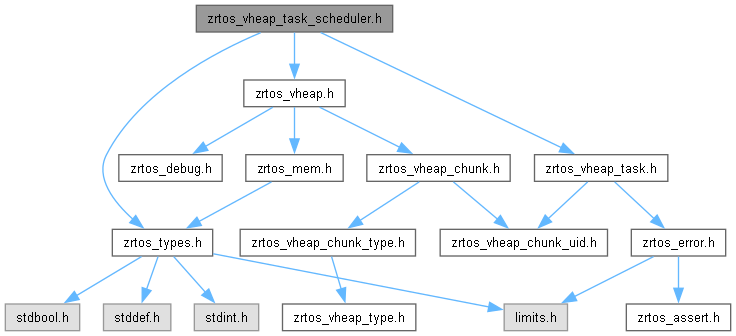 zrtos_vheap_task_scheduler.h
zrtos_vheap.h
zrtos_debug.h
zrtos_mem.h
zrtos_vheap_chunk.h
zrtos_vheap_task.h
zrtos_types.h
zrtos_vheap_chunk_type.h
zrtos_vheap_chunk_uid.h
zrtos_error.h
stdbool.h
stddef.h
stdint.h
zrtos_vheap_type.h
limits.h
zrtos_assert.h